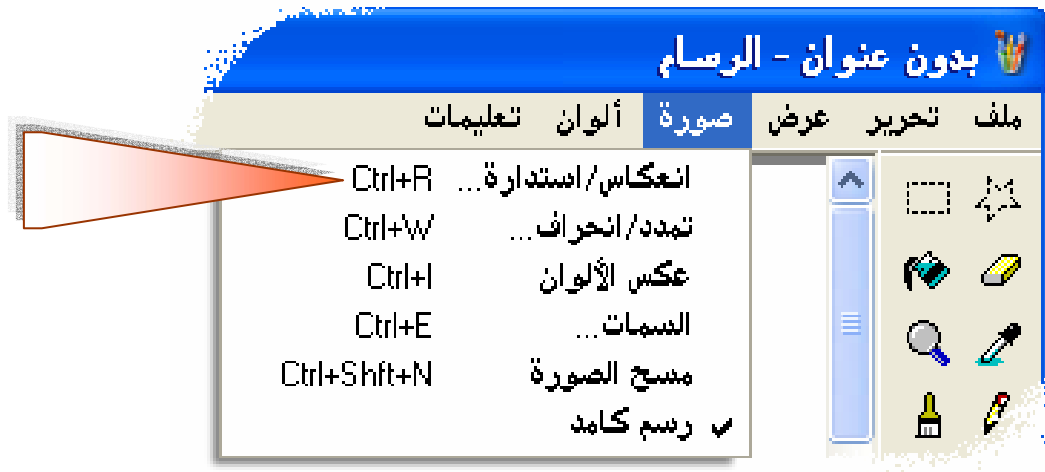 بدون عنوان - الرسام
ملف تحرير عرض صورة ألوان تعليمات
انعكاس/استدارة... Ctrl+R
تمدد/انحراف... Ctrl+W
عكس الألوان Ctrl+I
السمات... Ctrl+E
مسح الصورة Ctrl+Shft+N
رسم كامد